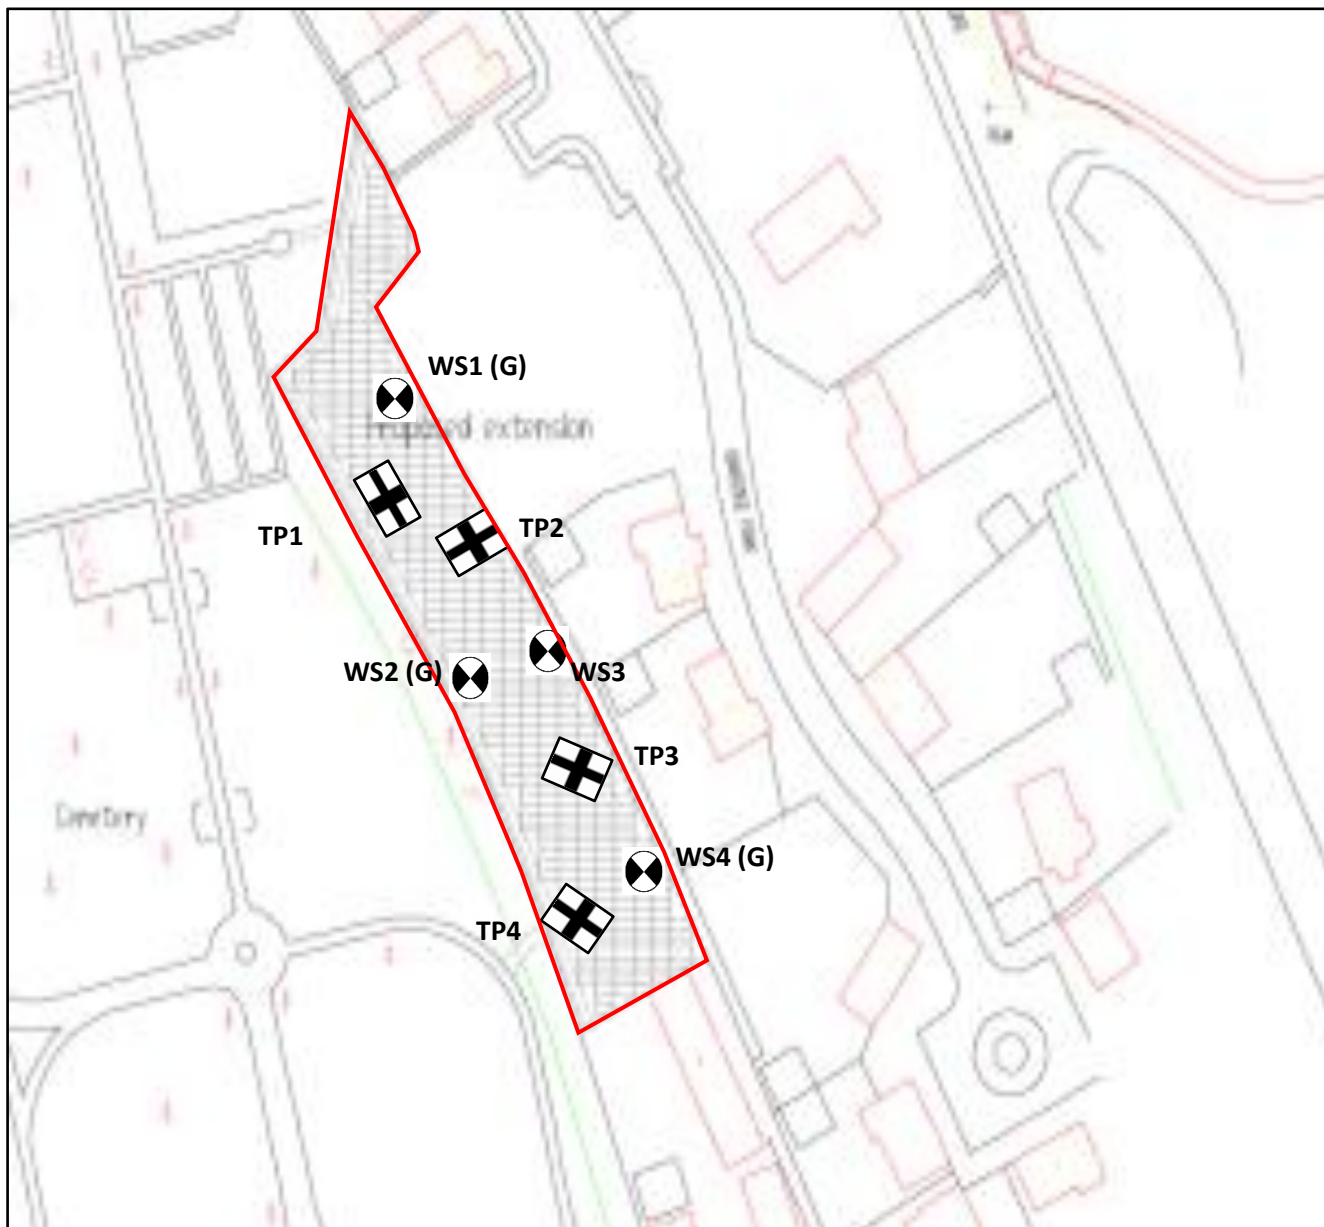 WS1 (G)
Proposed extension
TP1
TP2
WS2 (G)
WS3
TP3
Cemetery
WS4 (G)
TP4